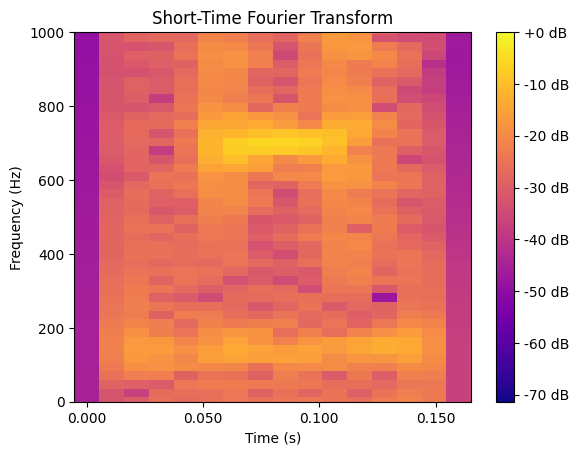 Short-Time Fourier Transform
1000
800
600
400
200
0
Frequency (Hz)
0.000
0.050
0.100
0.150
Time (s)
+0 dB
-10 dB
-20 dB
-30 dB
-40 dB
-50 dB
-60 dB
-70 dB